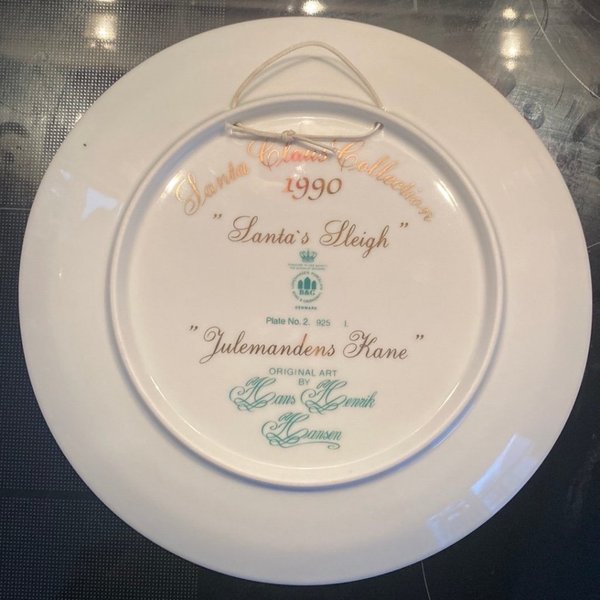 Santa Claus Collection
1990
"Santa's Sleigh"
B&G
DENMARK
Plate No. 2. 925 I.
"Julemandens Kane"
ORIGINAL ART
BY
Hans Henrik
Hansen